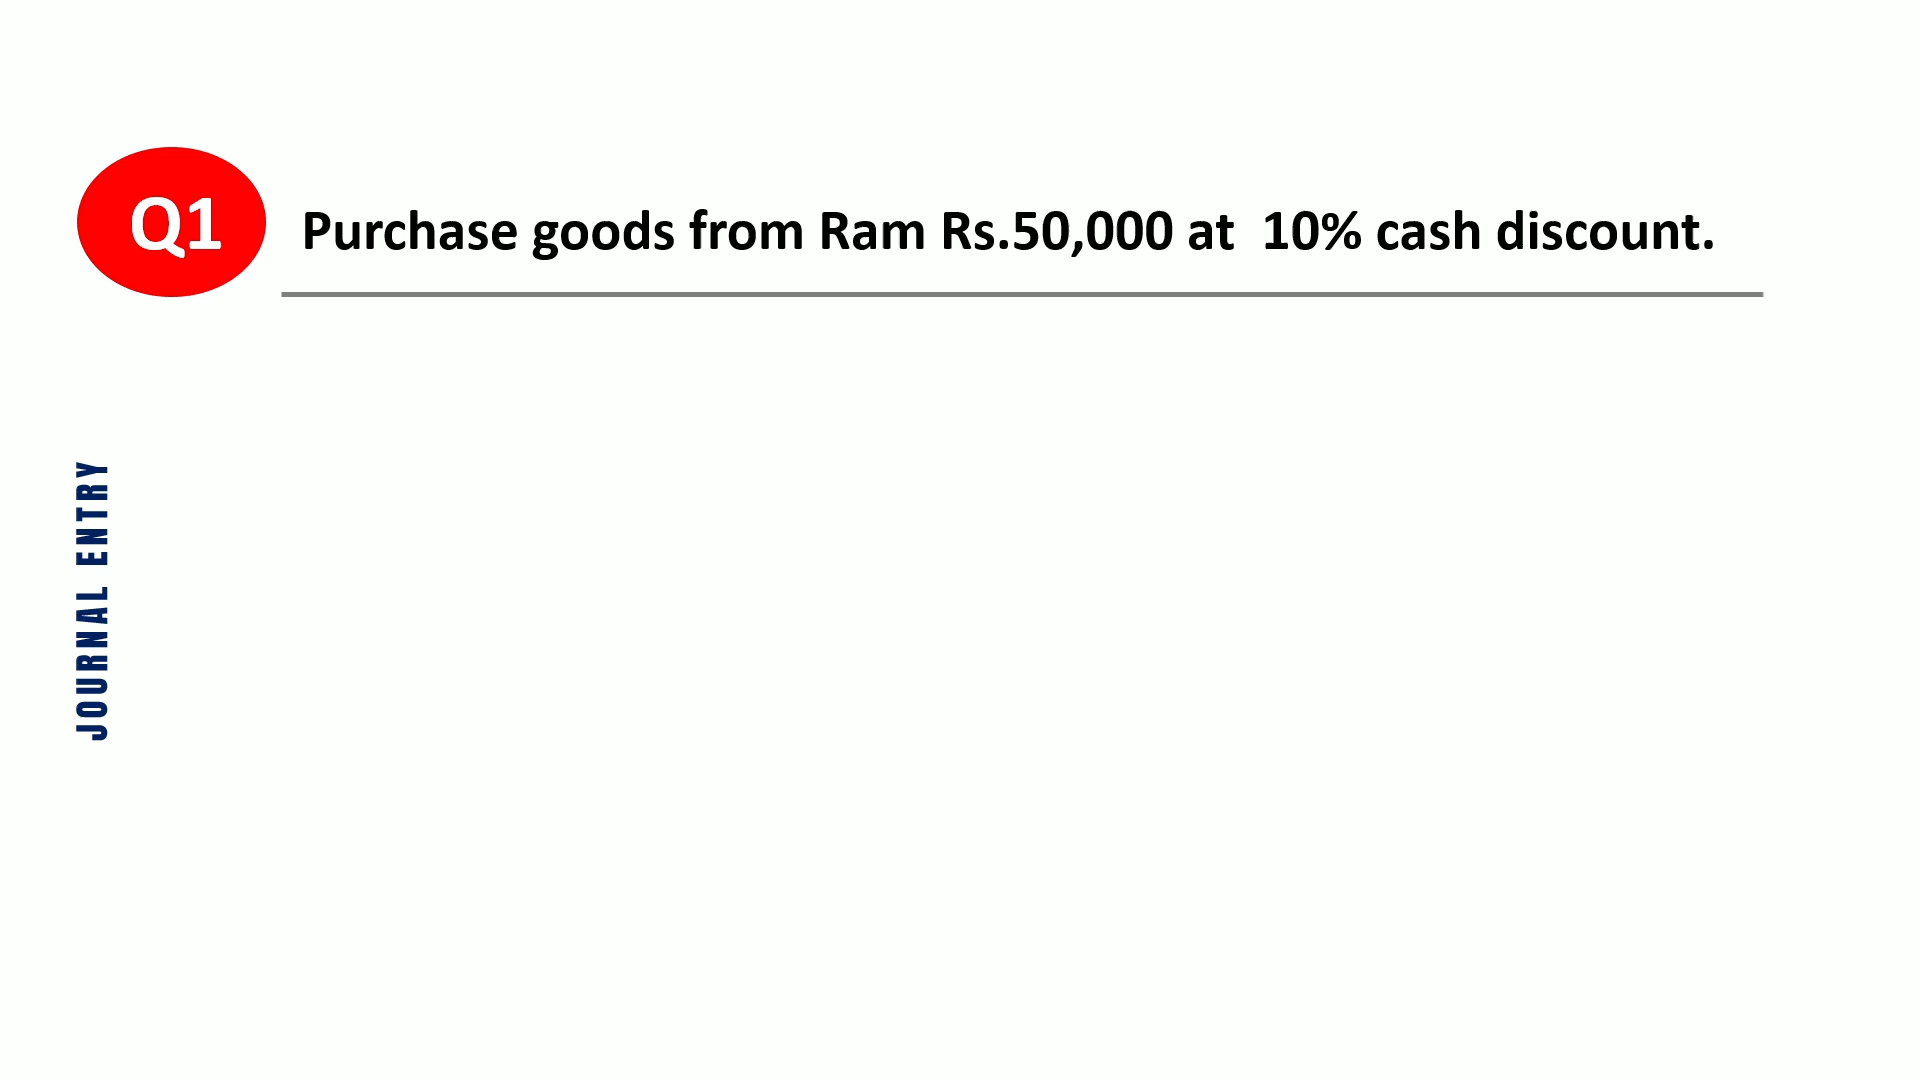 Q1
Purchase goods from Ram Rs.50,000 at  10% cash discount.
JOURNAL ENTRY